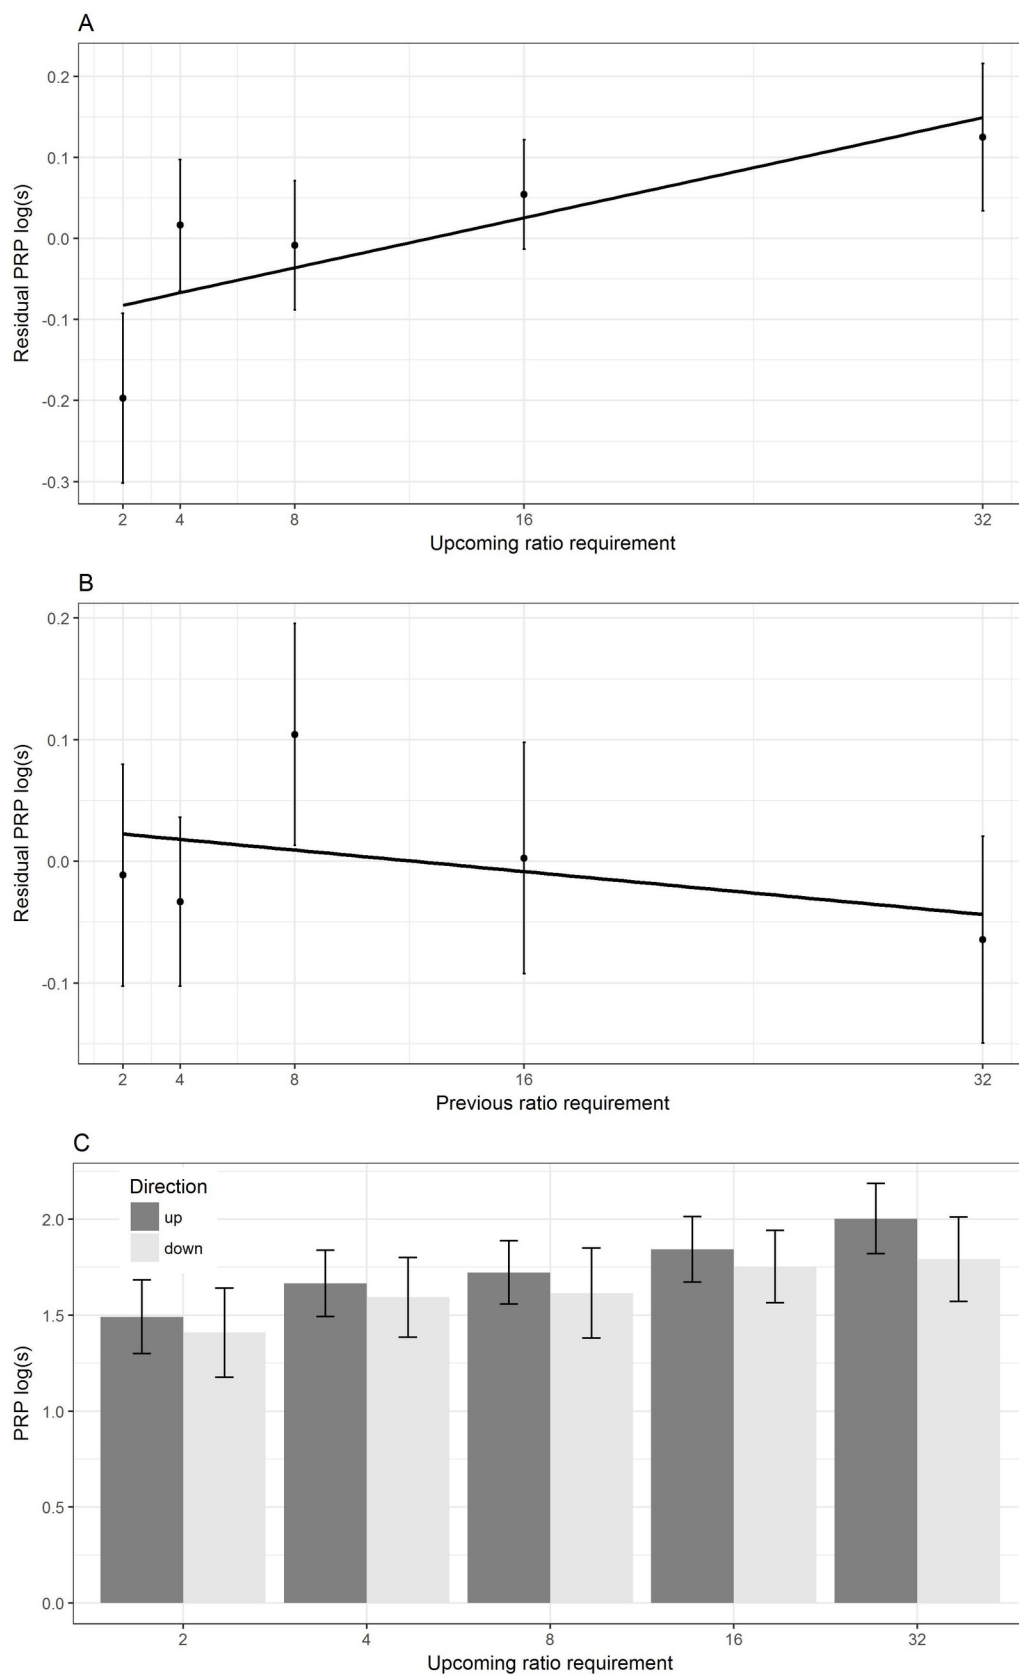 A
Residual PRP log(s)
0.2
0.1
0.0
-0.1
-0.2
-0.3
2 4 8 16 32
Upcoming ratio requirement
B
Residual PRP log(s)
0.2
0.1
0.0
-0.1
2 4 8 16 32
Previous ratio requirement
C
PRP log(s)
Direction
up
down
2.0
1.5
1.0
0.5
0.0
2 4 8 16 32
Upcoming ratio requirement